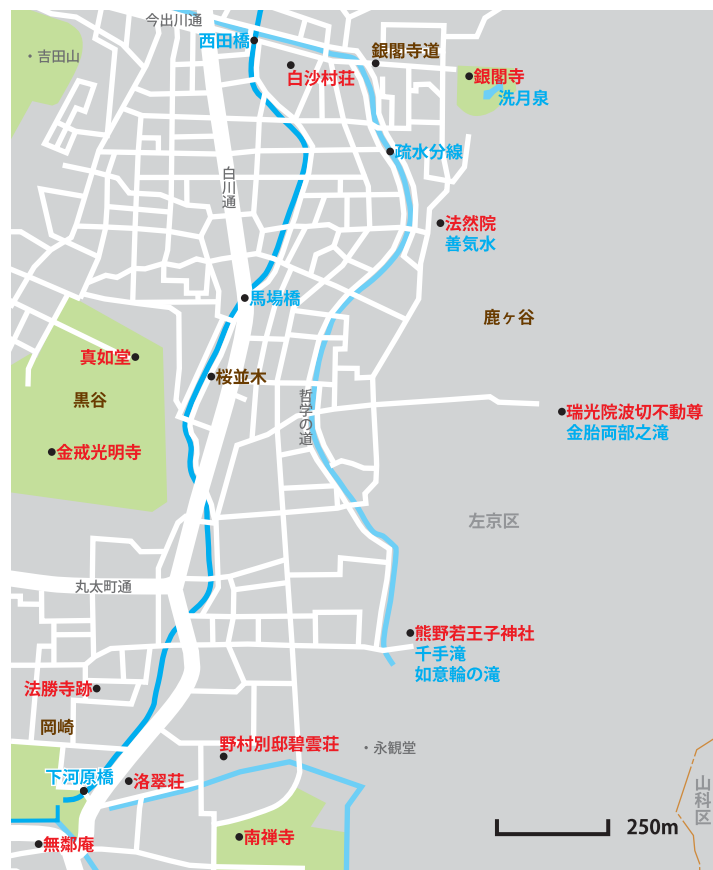 今出川通
西田橋
・吉田山
銀閣寺道
白沙村荘
銀閣寺
洗月泉
疏水分線
白川通
法然院
善気水
馬場橋
鹿ヶ谷
真如堂
桜並木
黒谷
哲学の道
瑞光院波切不動尊
金胎両部之滝
金戒光明寺
左京区
丸太町通
熊野若王子神社
千手滝
如意輪の滝
法勝寺跡
岡崎
野村別邸碧雲荘
・永観堂
下河原橋
洛翠荘
山科区
250m
南禅寺
無鄰庵